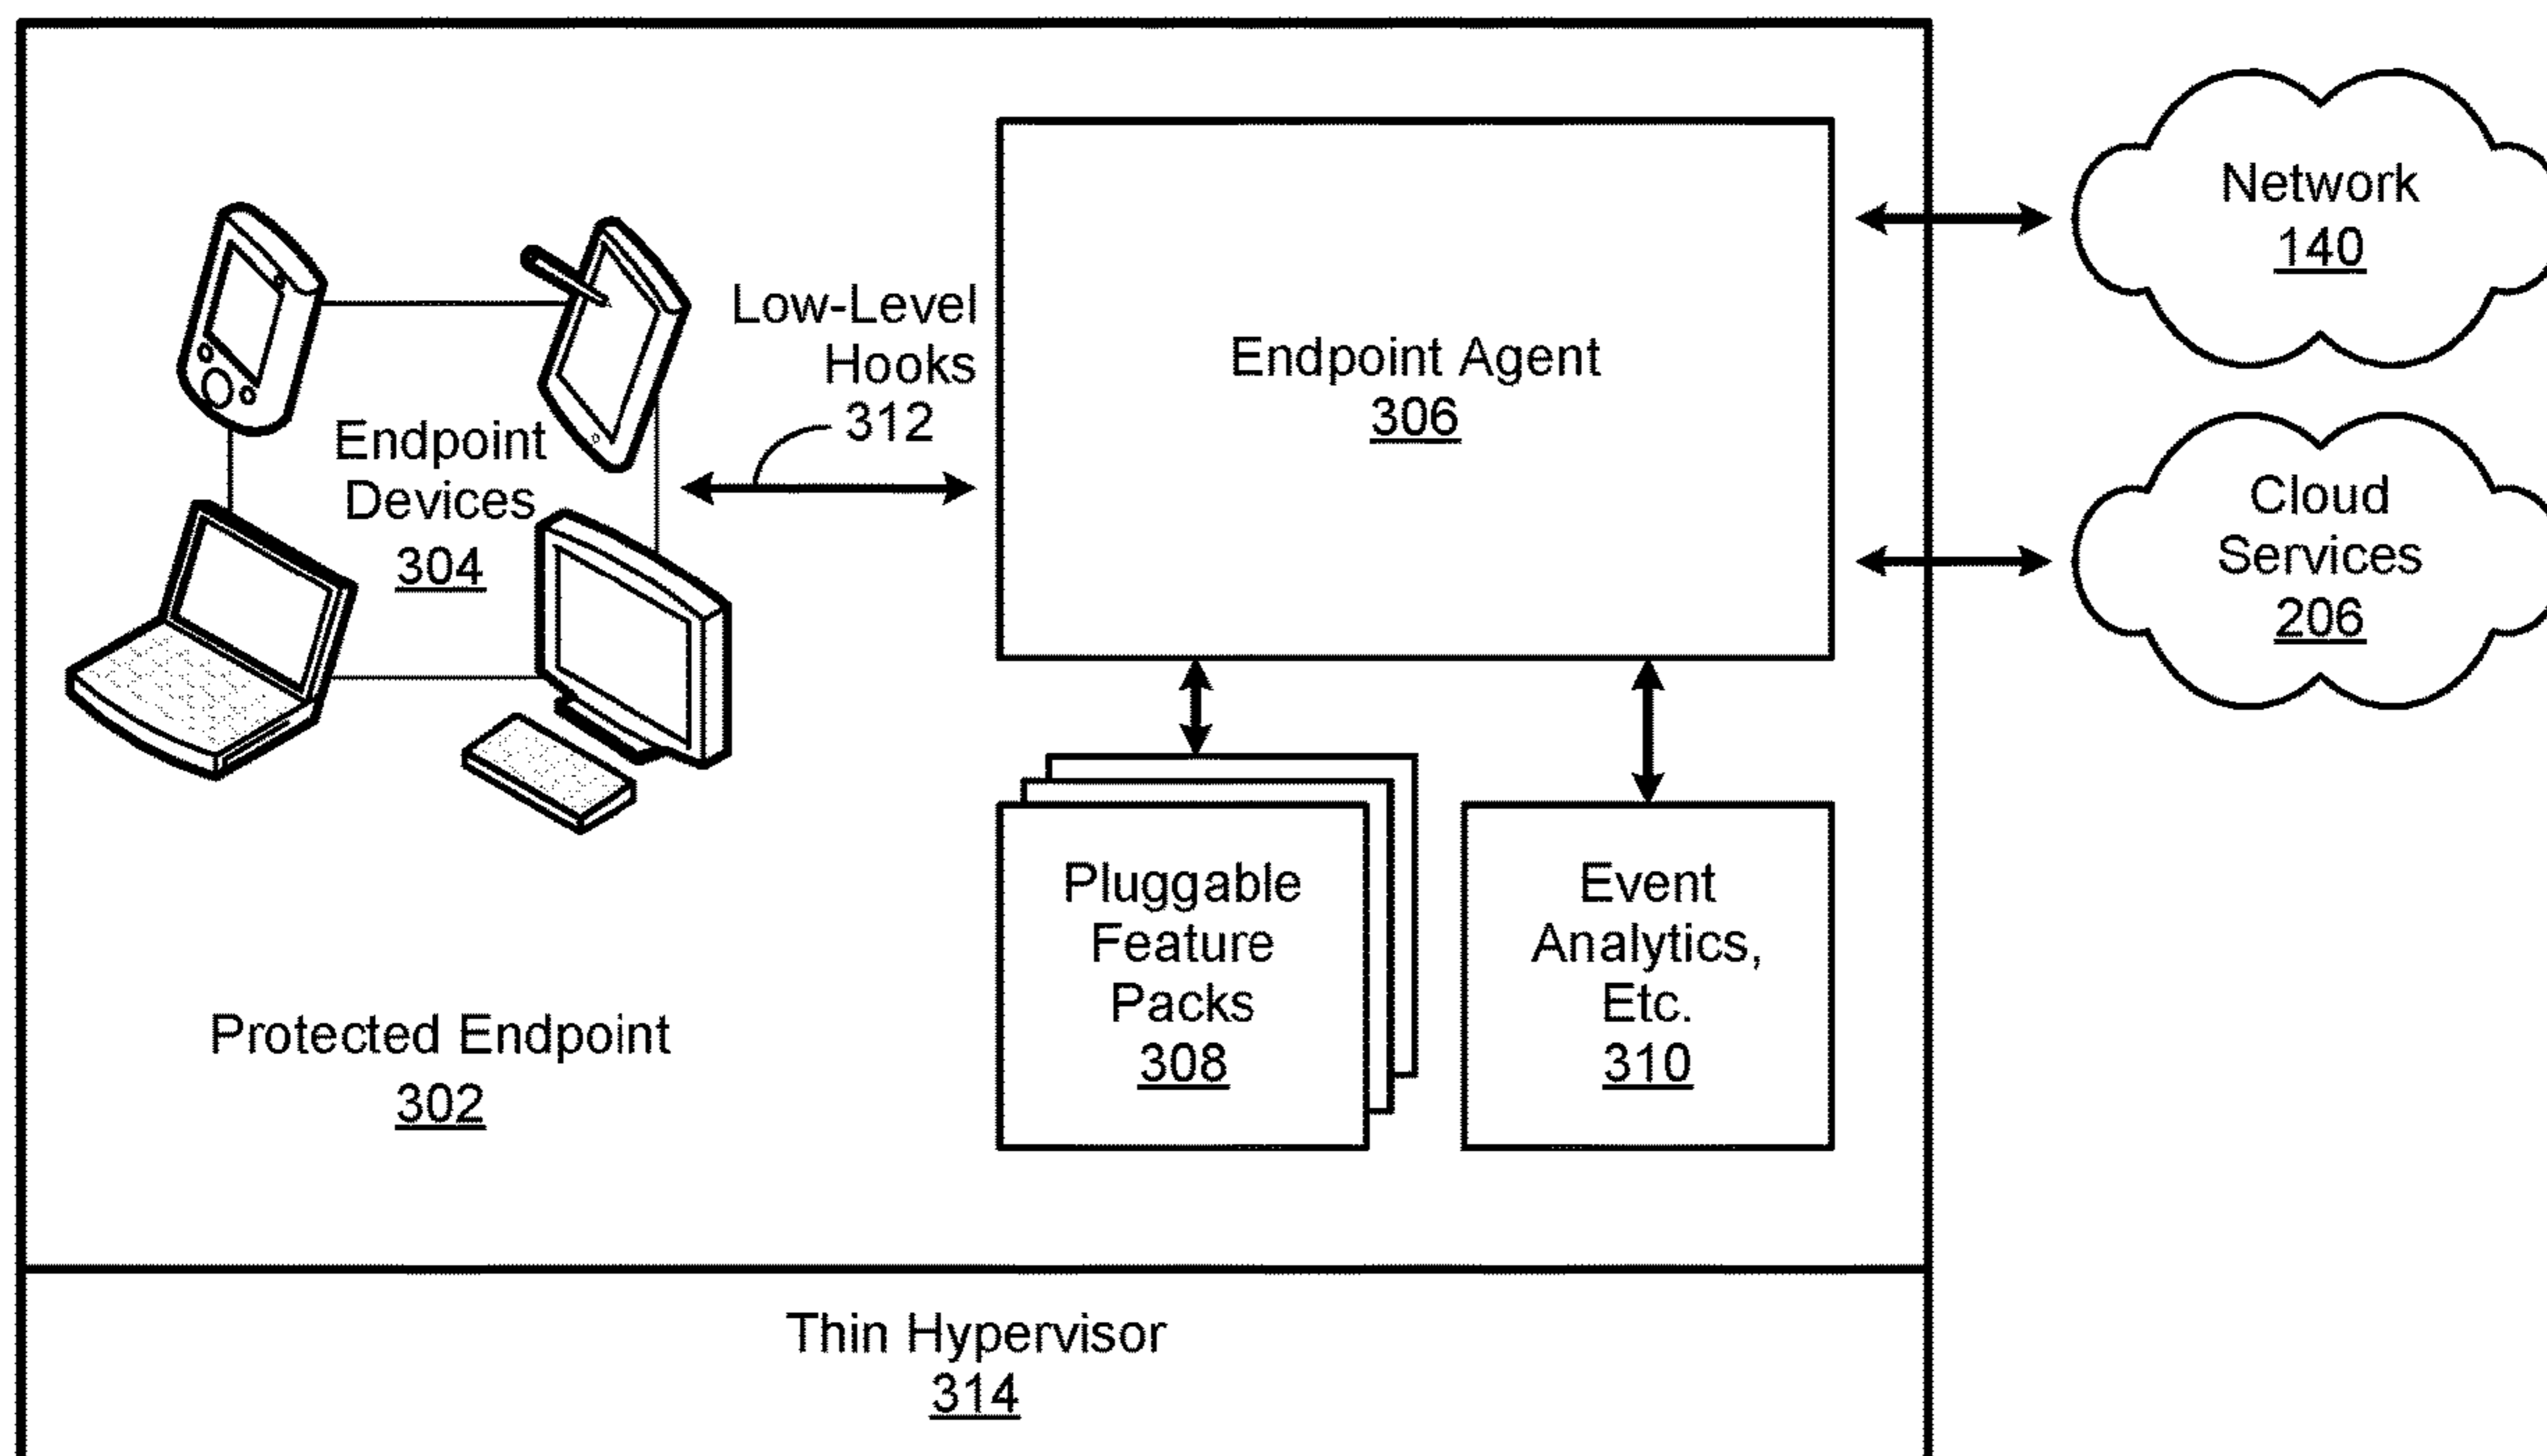 Low-Level
Hooks
312
Endpoint
Devices
304
Protected Endpoint
302
Endpoint Agent
306
Pluggable
Feature
Packs
308
Event
Analytics,
Etc.
310
Network
140
Cloud
Services
206
Thin Hypervisor
314